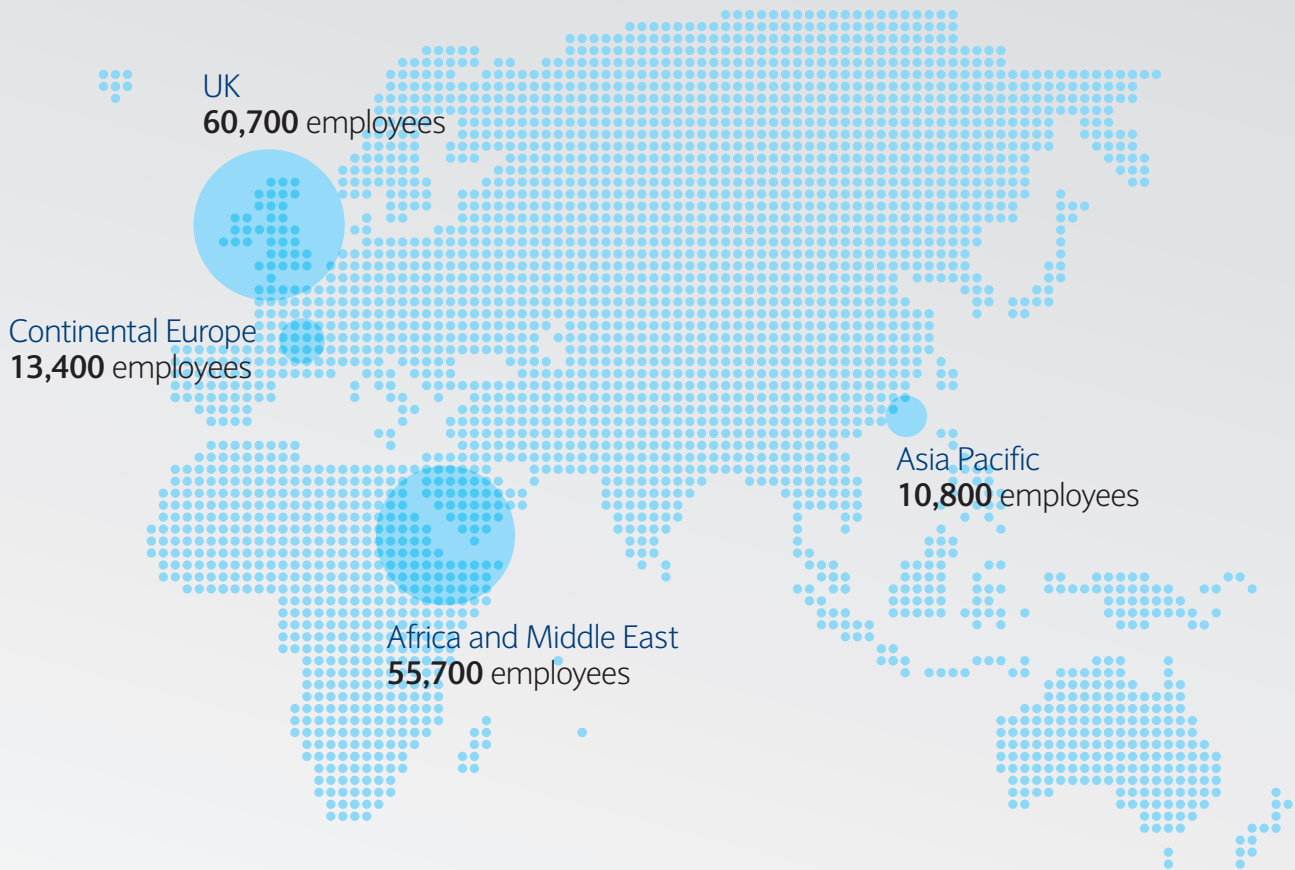 UK
60,700 employees
Continental Europe
13,400 employees
Asia Pacific
10,800 employees
Africa and Middle East
55,700 employees